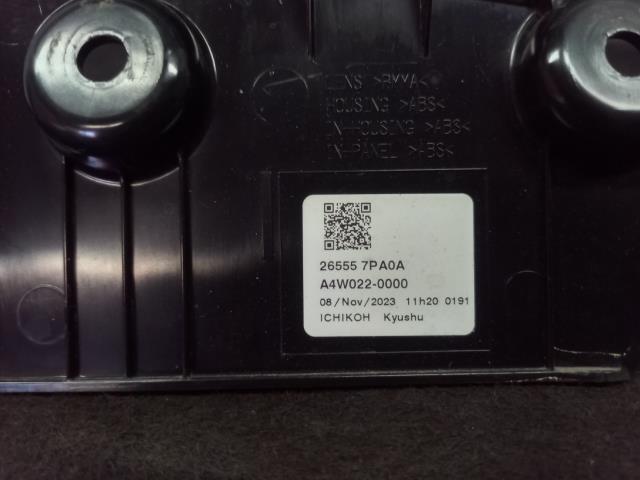 LENS >PMMA<
HOUSING >ABS<
IN-HOUSING >ABS<
IN-PANEL >ABS<
26555 7PA0A
A4W022-0000
08/Nov/2023 11h20 0191
ICHIKOH Kyushu